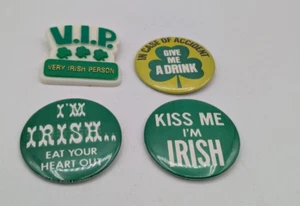 V.I.P.
VERY IRISH PERSON
IN CASE OF ACCIDENT
GIVE ME
A DRINK
I'M
IRISH..
EAT YOUR
HEART OUT
KISS ME
I'M
IRISH